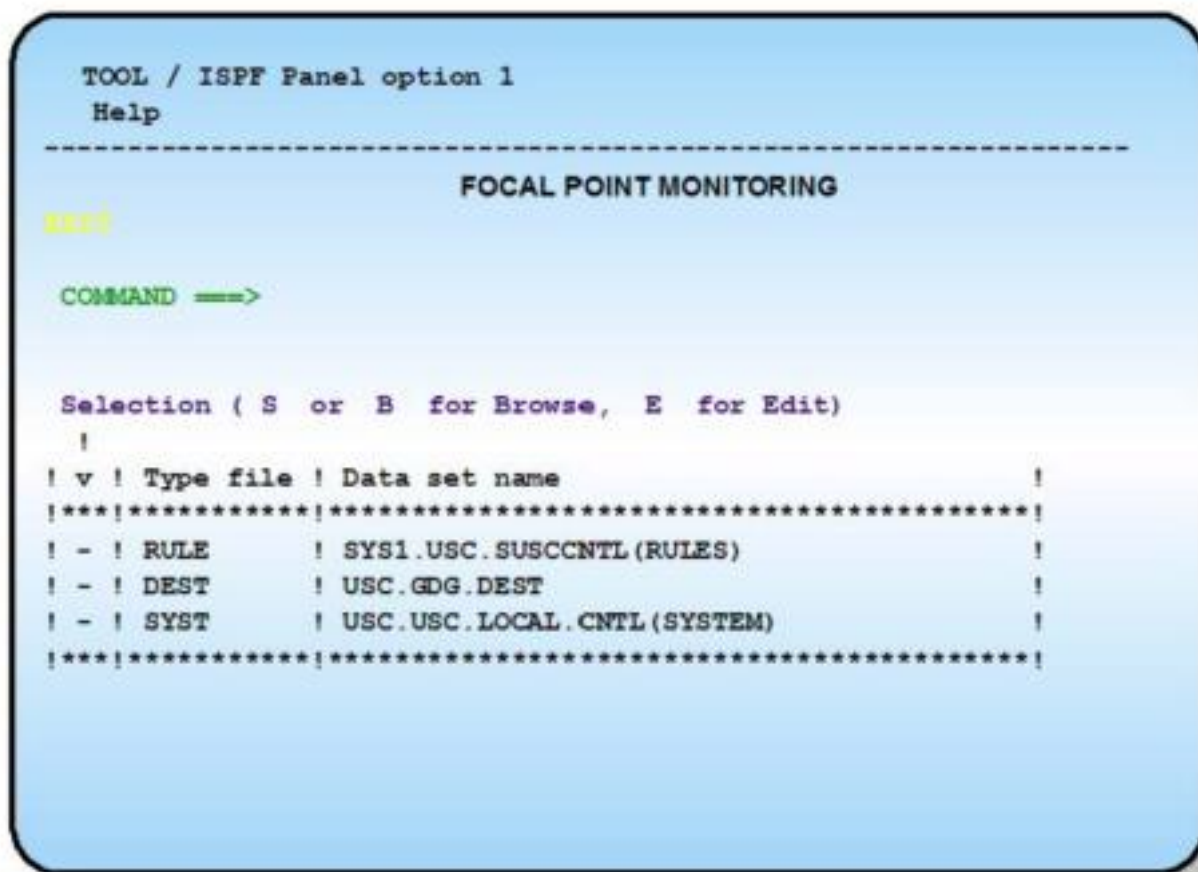 TOOL / ISPF Panel option 1
Help
--------------------------------------------------------------------
FOCAL POINT MONITORING
COMMAND ===>
Selection ( S or B for Browse, E for Edit)
!
! v ! Type file ! Data set name !
!***!***********!*******************************************!
! - ! RULE ! SYS1.USC.SUSCCNTL(RULES) !
! - ! DEST ! USC.GDG.DEST !
! - ! SYST ! USC.USC.LOCAL.CNTL(SYSTEM) !
!***!***********!*******************************************!